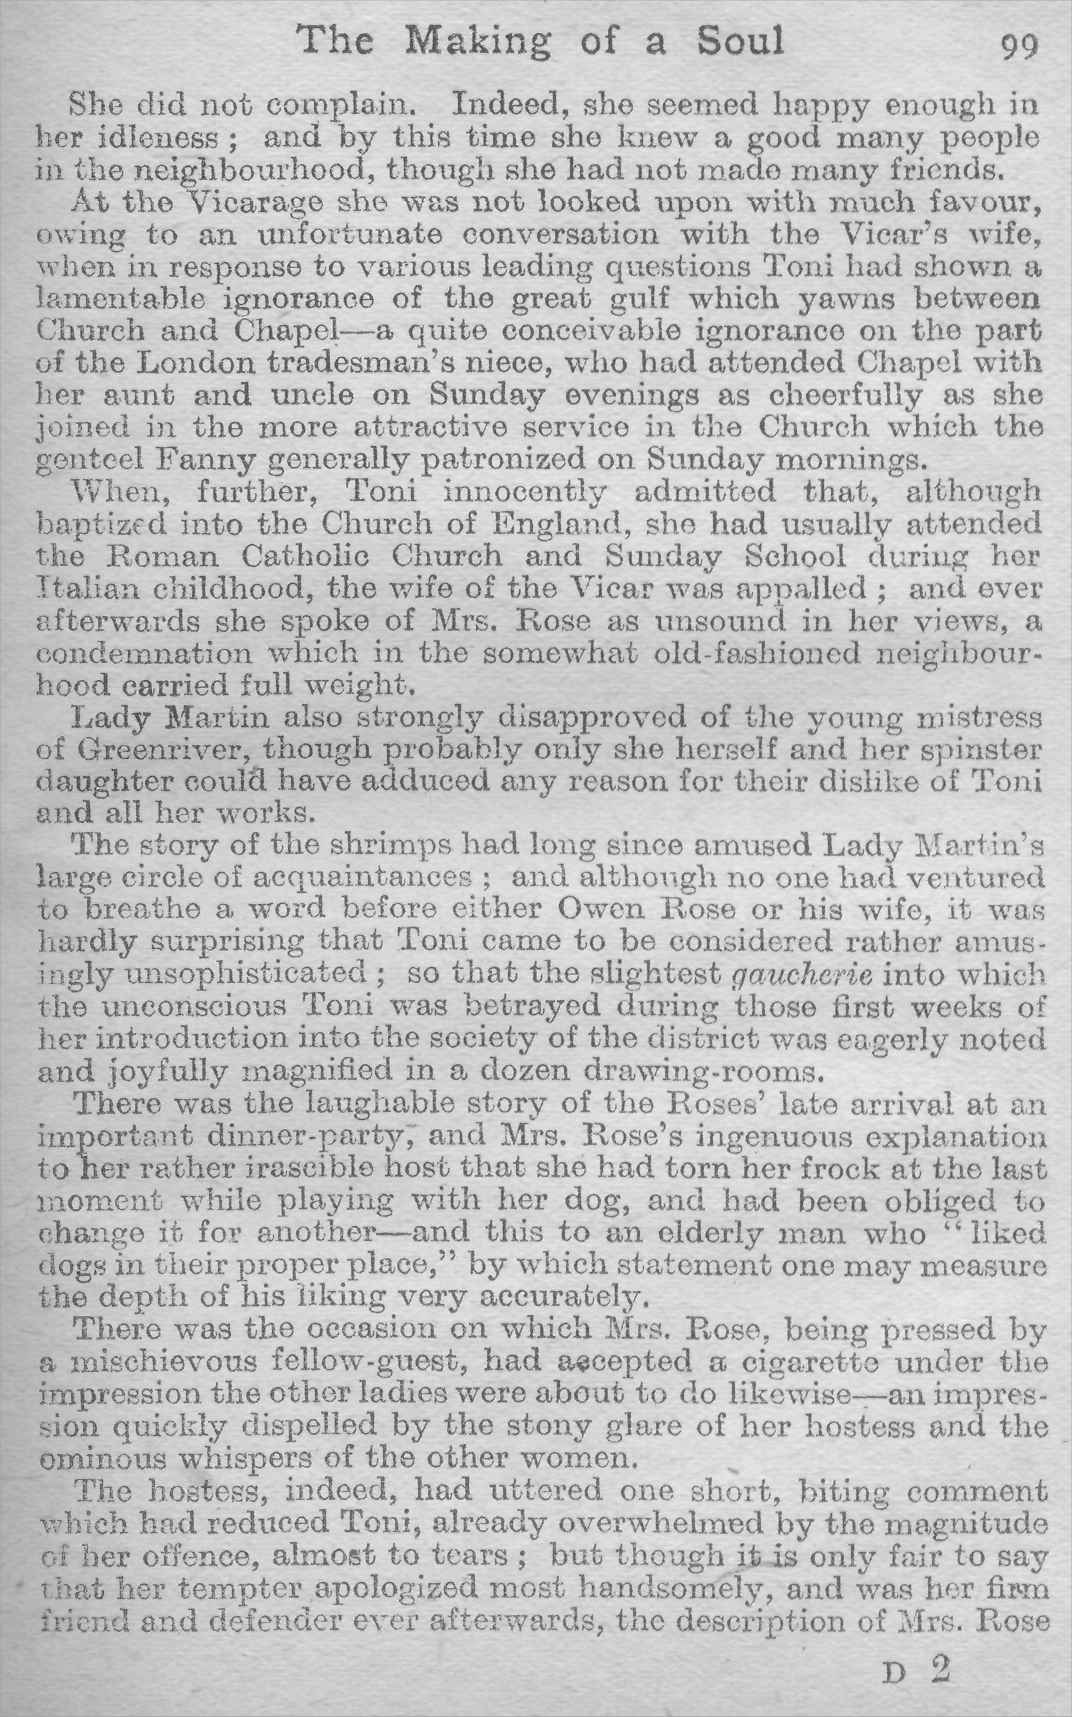 The Making of a Soul 99
She did not complain. Indeed, she seemed happy enough in
her idleness ; and by this time she knew a good many people
in the neighbourhood, though she had not made many friends.
At the Vicarage she was not looked upon with much favour,
owing to an unfortunate conversation with the Vicar's wife,
when in response to various leading questions Toni had shown a
lamentable ignorance of the great gulf which yawns between
Church and Chapel—a quite conceivable ignorance on the part
of the London tradesman's niece, who had attended Chapel with
her aunt and uncle on Sunday evenings as cheerfully as she
joined in the more attractive service in the Church which the
genteel Fanny generally patronized on Sunday mornings.
When, further, Toni innocently admitted that, although
baptized into the Church of England, she had usually attended
the Roman Catholic Church and Sunday School during her
Italian childhood, the wife of the Vicar was appalled ; and ever
afterwards she spoke of Mrs. Rose as unsound in her views, a
condemnation which in the somewhat old-fashioned neighbour-
hood carried full weight.
Lady Martin also strongly disapproved of the young mistress
of Greenriver, though probably only she herself and her spinster
daughter could have adduced any reason for their dislike of Toni
and all her works.
The story of the shrimps had long since amused Lady Martin's
large circle of acquaintances ; and although no one had ventured
to breathe a word before either Owen Rose or his wife, it was
hardly surprising that Toni came to be considered rather amus-
ingly unsophisticated ; so that the slightest gaucherie into which
the unconscious Toni was betrayed during those first weeks of
her introduction into the society of the district was eagerly noted
and joyfully magnified in a dozen drawing-rooms.
There was the laughable story of the Roses' late arrival at an
important dinner-party, and Mrs. Rose's ingenuous explanation
to her rather irascible host that she had torn her frock at the last
moment while playing with her dog, and had been obliged to
change it for another—and this to an elderly man who "liked
dogs in their proper place," by which statement one may measure
the depth of his liking very accurately.
There was the occasion on which Mrs. Rose, being pressed by
a mischievous fellow-guest, had accepted a cigarette under the
impression the other ladies were about to do likewise—an impres-
sion quickly dispelled by the stony glare of her hostess and the
ominous whispers of the other women.
The hostess, indeed, had uttered one short, biting comment
which had reduced Toni, already overwhelmed by the magnitude
of her offence, almost to tears ; but though it is only fair to say
that her tempter apologized most handsomely, and was her firm
friend and defender ever afterwards, the description of Mrs. Rose
D 2